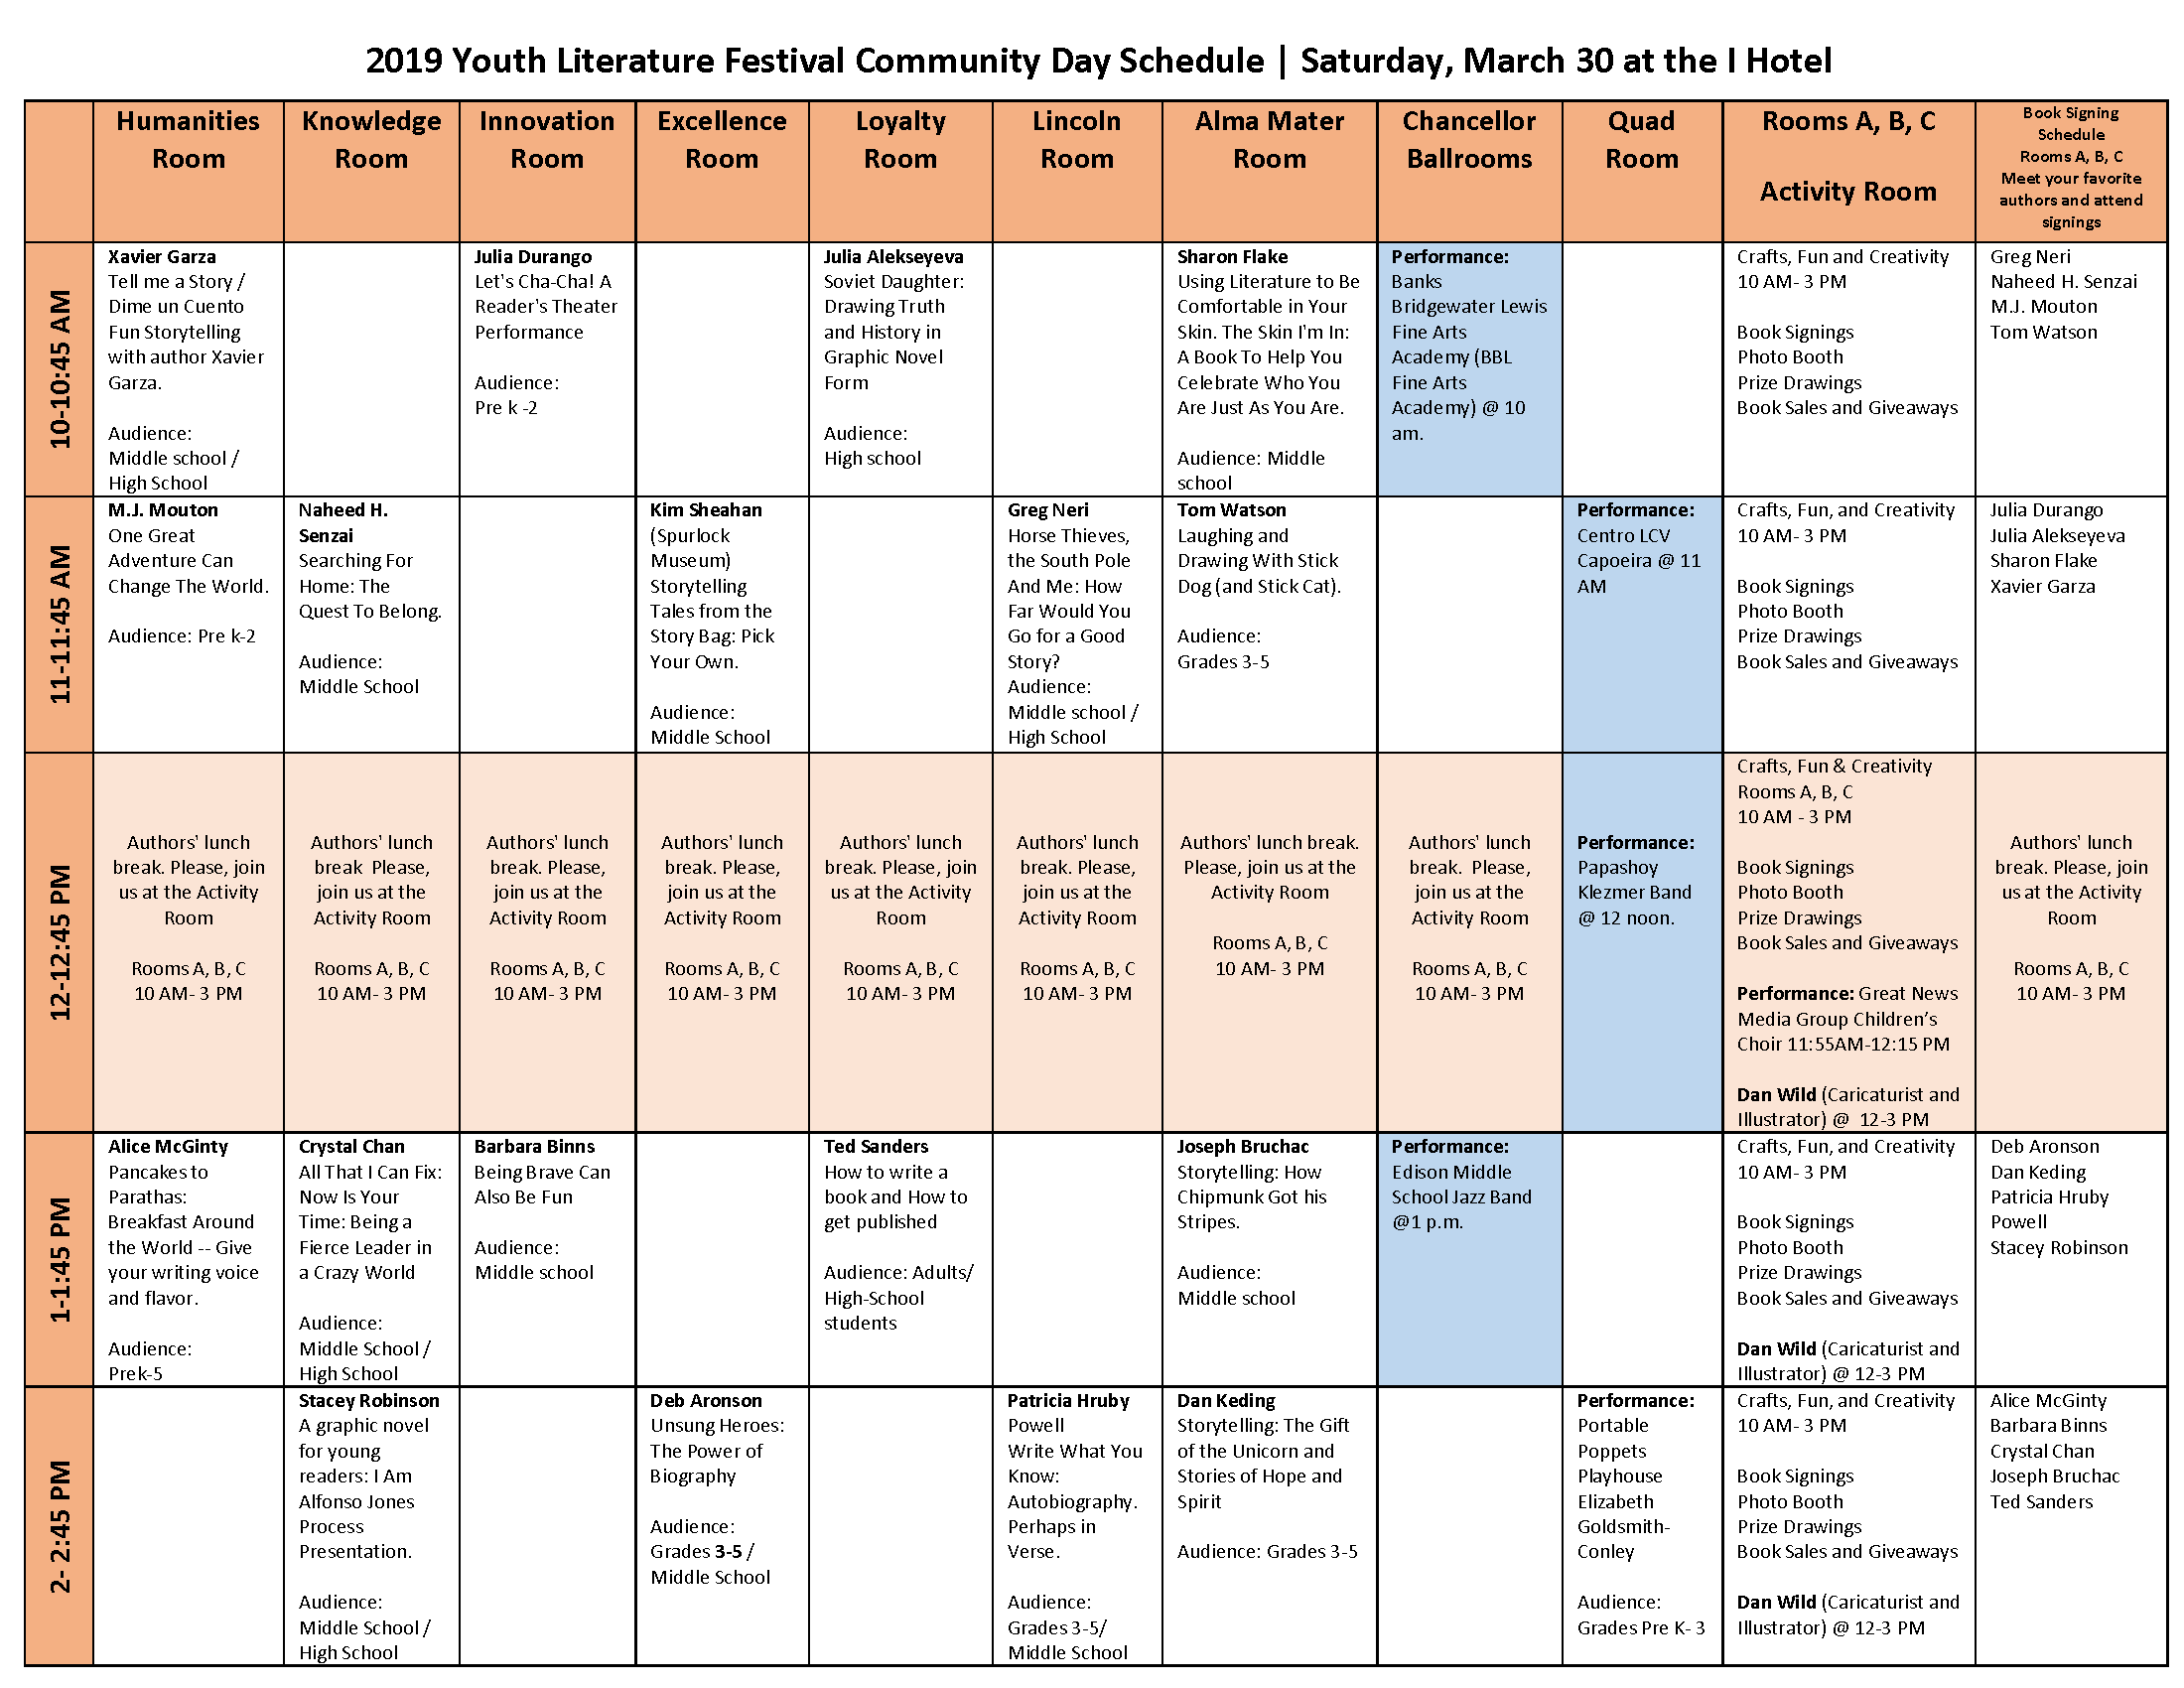 2019 Youth Literature Festival Community Day Schedule | Saturday, March 30 at the I Hotel
Humanities
Room
Knowledge
Room
Innovation
Room
Excellence
Room
Loyalty
Room
Lincoln
Room
Alma Mater
Room
Chancellor
Ballrooms
Quad
Room
Rooms A, B, C
Activity Room
Book Signing
Schedule
Rooms A, B, C
Meet your favorite
authors and attend
signings
10-10:45 AM
Xavier Garza
Tell me a Story /
Dime un Cuento
Fun Storytelling
with author Xavier
Garza.
Audience:
Middle school /
High School
Julia Durango
Let's Cha-Cha! A
Reader's Theater
Performance
Audience:
Pre k -2
Julia Alekseyeva
Soviet Daughter:
Drawing Truth
and History in
Graphic Novel
Form
Audience:
High school
Sharon Flake
Using Literature to Be
Comfortable in Your
Skin. The Skin I'm In:
A Book To Help You
Celebrate Who You
Are Just As You Are.
Audience: Middle
school
Performance:
Banks
Bridgewater Lewis
Fine Arts
Academy (BBL
Fine Arts
Academy) @ 10
am.
Crafts, Fun and Creativity
10 AM- 3 PM
Book Signings
Photo Booth
Prize Drawings
Book Sales and Giveaways
Greg Neri
Naheed H. Senzai
M.J. Mouton
Tom Watson
11-11:45 AM
M.J. Mouton
One Great
Adventure Can
Change The World.
Audience: Pre k-2
Naheed H.
Senzai
Searching For
Home: The
Quest To Belong.
Audience:
Middle School
Kim Sheahan
(Spurlock
Museum)
Storytelling
Tales from the
Story Bag: Pick
Your Own.
Audience:
Middle School
Greg Neri
Horse Thieves,
the South Pole
And Me: How
Far Would You
Go for a Good
Story?
Audience:
Middle school /
High School
Tom Watson
Laughing and
Drawing With Stick
Dog (and Stick Cat).
Audience:
Grades 3-5
Performance:
Centro LCV
Capoeira @ 11
AM
Crafts, Fun, and Creativity
10 AM- 3 PM
Book Signings
Photo Booth
Prize Drawings
Book Sales and Giveaways
Julia Durango
Julia Alekseyeva
Sharon Flake
Xavier Garza
12-12:45 PM
Authors' lunch
break. Please, join
us at the Activity
Room
Rooms A, B, C
10 AM- 3 PM
Authors' lunch
break  Please,
join us at the
Activity Room
Rooms A, B, C
10 AM- 3 PM
Authors' lunch
break. Please,
join us at the
Activity Room
Rooms A, B, C
10 AM- 3 PM
Authors' lunch
break. Please,
join us at the
Activity Room
Rooms A, B, C
10 AM- 3 PM
Authors' lunch
break. Please, join
us at the Activity
Room
Rooms A, B, C
10 AM- 3 PM
Authors' lunch
break. Please,
join us at the
Activity Room
Rooms A, B, C
10 AM- 3 PM
Authors' lunch break.
Please, join us at the
Activity Room
Rooms A, B, C
10 AM- 3 PM
Authors' lunch
break.  Please,
join us at the
Activity Room
Rooms A, B, C
10 AM- 3 PM
Performance:
Papashoy
Klezmer Band
@ 12 noon.
Crafts, Fun & Creativity
Rooms A, B, C
10 AM - 3 PM
Book Signings
Photo Booth
Prize Drawings
Book Sales and Giveaways
Performance: Great News
Media Group Children’s
Choir 11:55AM-12:15 PM
Dan Wild (Caricaturist and
Illustrator) @  12-3 PM
Authors' lunch
break. Please, join
us at the Activity
Room
Rooms A, B, C
10 AM- 3 PM
1-1:45 PM
Alice McGinty
Pancakes to
Parathas:
Breakfast Around
the World -- Give
your writing voice
and flavor.
Audience:
Prek-5
Crystal Chan
All That I Can Fix:
Now Is Your
Time: Being a
Fierce Leader in
a Crazy World
Audience:
Middle School /
High School
Barbara Binns
Being Brave Can
Also Be Fun
Audience:
Middle school
Ted Sanders
How to write a
book and How to
get published
Audience: Adults/
High-School
students
Joseph Bruchac
Storytelling: How
Chipmunk Got his
Stripes.
Audience:
Middle school
Performance:
Edison Middle
School Jazz Band
@1 p.m.
Crafts, Fun, and Creativity
10 AM- 3 PM
Book Signings
Photo Booth
Prize Drawings
Book Sales and Giveaways
Dan Wild (Caricaturist and
Illustrator) @ 12-3 PM
Deb Aronson
Dan Keding
Patricia Hruby
Powell
Stacey Robinson
2- 2:45 PM
Stacey Robinson
A graphic novel
for young
readers: I Am
Alfonso Jones
Process
Presentation.
Audience:
Middle School /
High School
Deb Aronson
Unsung Heroes:
The Power of
Biography
Audience:
Grades 3-5 /
Middle School
Patricia Hruby
Powell
Write What You
Know:
Autobiography.
Perhaps in
Verse.
Audience:
Grades 3-5/
Middle School
Dan Keding
Storytelling: The Gift
of the Unicorn and
Stories of Hope and
Spirit
Audience: Grades 3-5
Performance:
Portable
Poppets
Playhouse
Elizabeth
Goldsmith-
Conley
Audience:
Grades Pre K- 3
Crafts, Fun, and Creativity
10 AM- 3 PM
Book Signings
Photo Booth
Prize Drawings
Book Sales and Giveaways
Dan Wild (Caricaturist and
Illustrator) @  12-3 PM
Alice McGinty
Barbara Binns
Crystal Chan
Joseph Bruchac
Ted Sanders